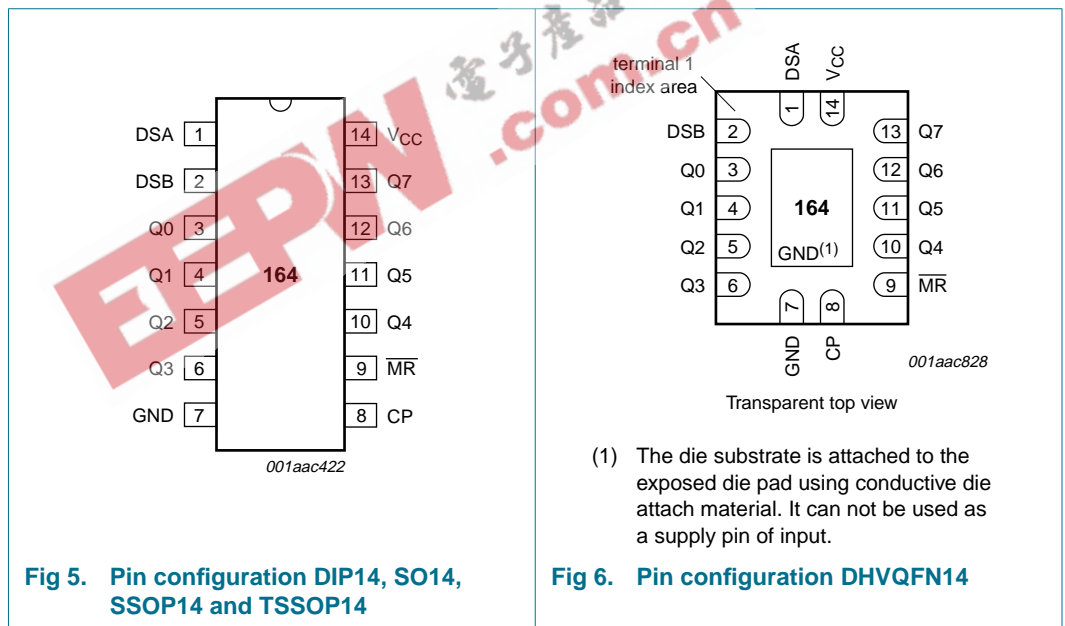 EEPW.com.cn 電子產品
DSA 1
DSB 2
Q0 3
Q1 4
Q2 5
Q3 6
GND 7
164
14 VCC
13 Q7
12 Q6
11 Q5
10 Q4
9 M̅R̅
8 CP
001aac422
Fig 5. Pin configuration DIP14, SO14,
SSOP14 and TSSOP14
terminal 1
index area
DSA 1
VCC 14
DSB 2
Q0 3
Q1 4
Q2 5
Q3 6
164
GND(1)
13 Q7
12 Q6
11 Q5
10 Q4
9 M̅R̅
7 GND
8 CP
001aac828
Transparent top view
(1) The die substrate is attached to the
exposed die pad using conductive die
attach material. It can not be used as
a supply pin of input.
Fig 6. Pin configuration DHVQFN14